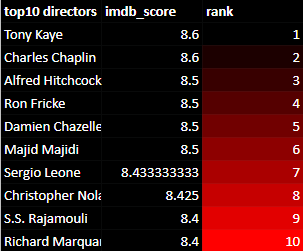 top10 directors imdb_score rank
Tony Kaye 8.6 1
Charles Chaplin 8.6 2
Alfred Hitchcock 8.5 3
Ron Fricke 8.5 4
Damien Chazelle 8.5 5
Majid Majidi 8.5 6
Sergio Leone 8.433333333 7
Christopher Nola 8.425 8
S.S. Rajamouli 8.4 9
Richard Marquan 8.4 10